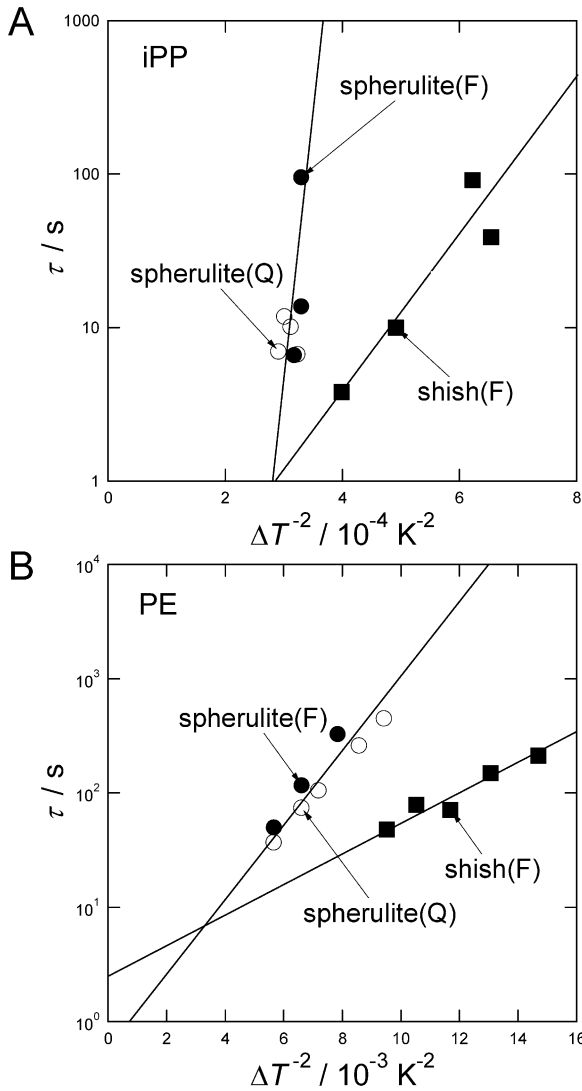 A
iPP
1000
100
10
1
τ / s
spherulite(F)
spherulite(Q)
shish(F)
0 2 4 6 8
ΔT⁻² / 10⁻⁴ K⁻²
B
PE
10⁴
10³
10²
10¹
10⁰
τ / s
spherulite(F)
shish(F)
spherulite(Q)
0 2 4 6 8 10 12 14 16
ΔT⁻² / 10⁻³ K⁻²